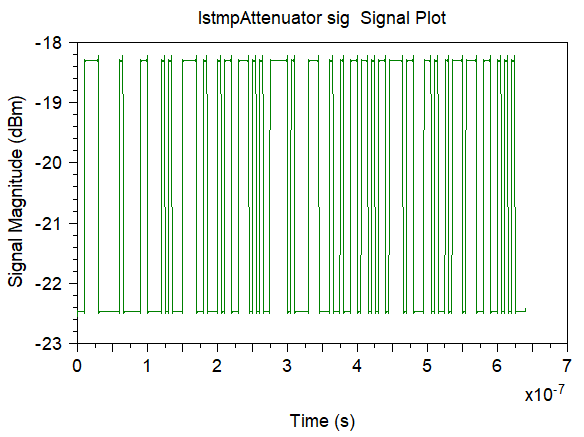 lstmpAttenuator sig  Signal Plot
-18
-19
-20
-21
-22
-23
Signal Magnitude (dBm)
0 1 2 3 4 5 6 7
x10-7
Time (s)